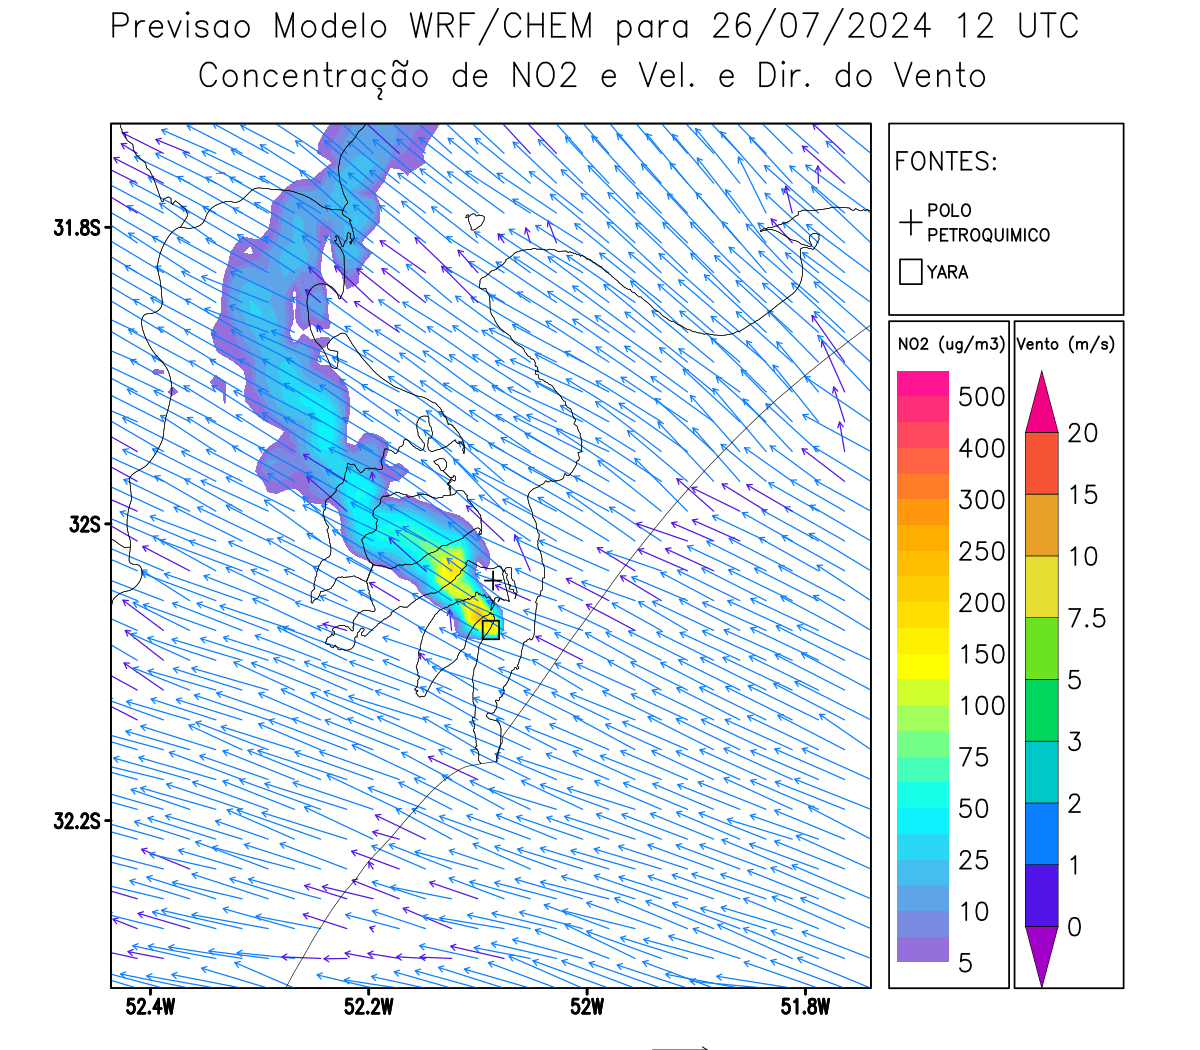 Previsao Modelo WRF/CHEM para 26/07/2024 12 UTC
Concentração de NO2 e Vel. e Dir. do Vento
FONTES:
POLO
PETROQUIMICO
YARA
31.8S
32S
32.2S
52.4W
52.2W
52W
51.8W
NO2 (ug/m3)
500
400
300
250
200
150
100
75
50
25
10
5
Vento (m/s)
20
15
10
7.5
5
3
2
1
0